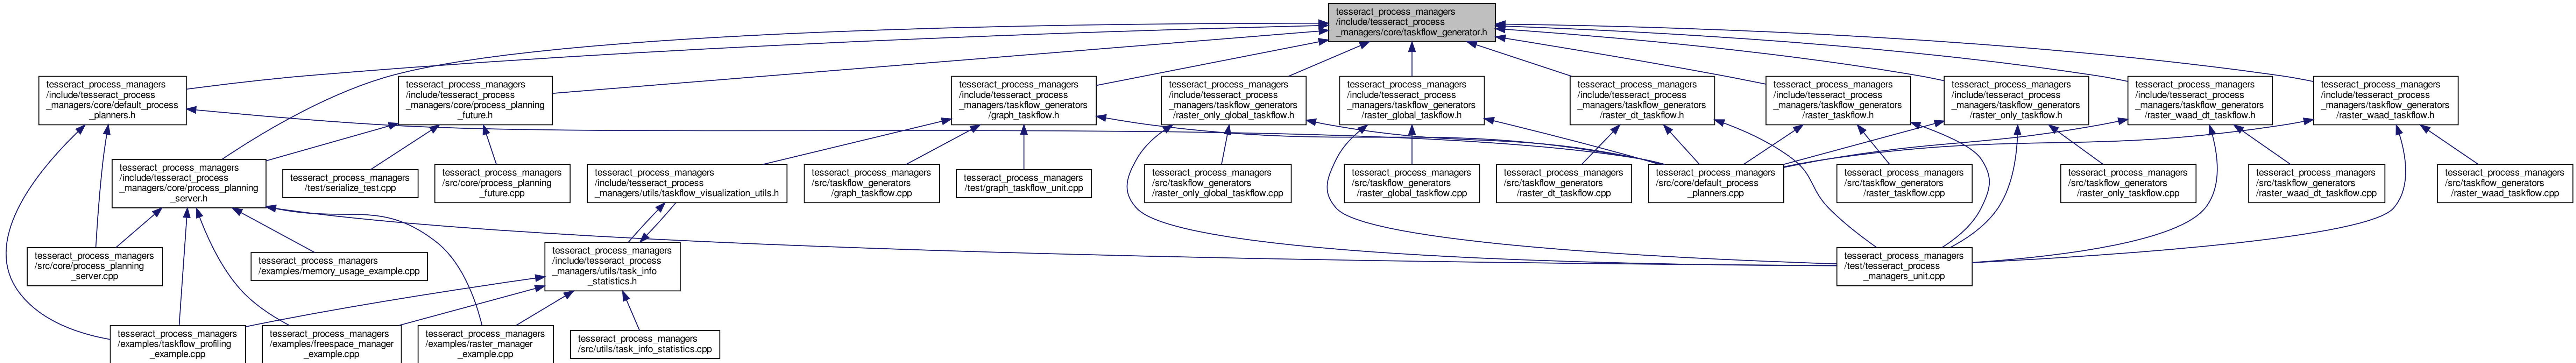 tesseract_process_managers
/include/tesseract_process
_managers/core/taskflow_generator.h
tesseract_process_managers
/include/tesseract_process
_managers/core/default_process
_planners.h
tesseract_process_managers
/include/tesseract_process
_managers/core/process_planning
_future.h
tesseract_process_managers
/include/tesseract_process
_managers/taskflow_generators
/graph_taskflow.h
tesseract_process_managers
/include/tesseract_process
_managers/taskflow_generators
/raster_only_global_taskflow.h
tesseract_process_managers
/include/tesseract_process
_managers/taskflow_generators
/raster_global_taskflow.h
tesseract_process_managers
/include/tesseract_process
_managers/taskflow_generators
/raster_dt_taskflow.h
tesseract_process_managers
/include/tesseract_process
_managers/taskflow_generators
/raster_taskflow.h
tesseract_process_managers
/include/tesseract_process
_managers/taskflow_generators
/raster_only_taskflow.h
tesseract_process_managers
/include/tesseract_process
_managers/taskflow_generators
/raster_waad_dt_taskflow.h
tesseract_process_managers
/include/tesseract_process
_managers/taskflow_generators
/raster_waad_taskflow.h
tesseract_process_managers
/include/tesseract_process
_managers/core/process_planning
_server.h
tesseract_process_managers
/test/serialize_test.cpp
tesseract_process_managers
/src/core/process_planning
_future.cpp
tesseract_process_managers
/include/tesseract_process
_managers/utils/taskflow_visualization_utils.h
tesseract_process_managers
/src/taskflow_generators
/graph_taskflow.cpp
tesseract_process_managers
/test/graph_taskflow_unit.cpp
tesseract_process_managers
/src/taskflow_generators
/raster_only_global_taskflow.cpp
tesseract_process_managers
/src/taskflow_generators
/raster_global_taskflow.cpp
tesseract_process_managers
/src/taskflow_generators
/raster_dt_taskflow.cpp
tesseract_process_managers
/src/core/default_process
_planners.cpp
tesseract_process_managers
/src/taskflow_generators
/raster_taskflow.cpp
tesseract_process_managers
/src/taskflow_generators
/raster_only_taskflow.cpp
tesseract_process_managers
/src/taskflow_generators
/raster_waad_dt_taskflow.cpp
tesseract_process_managers
/src/taskflow_generators
/raster_waad_taskflow.cpp
tesseract_process_managers
/src/core/process_planning
_server.cpp
tesseract_process_managers
/examples/memory_usage_example.cpp
tesseract_process_managers
/include/tesseract_process
_managers/utils/task_info
_statistics.h
tesseract_process_managers
/test/tesseract_process
_managers_unit.cpp
tesseract_process_managers
/examples/taskflow_profiling
_example.cpp
tesseract_process_managers
/examples/freespace_manager
_example.cpp
tesseract_process_managers
/examples/raster_manager
_example.cpp
tesseract_process_managers
/src/utils/task_info_statistics.cpp